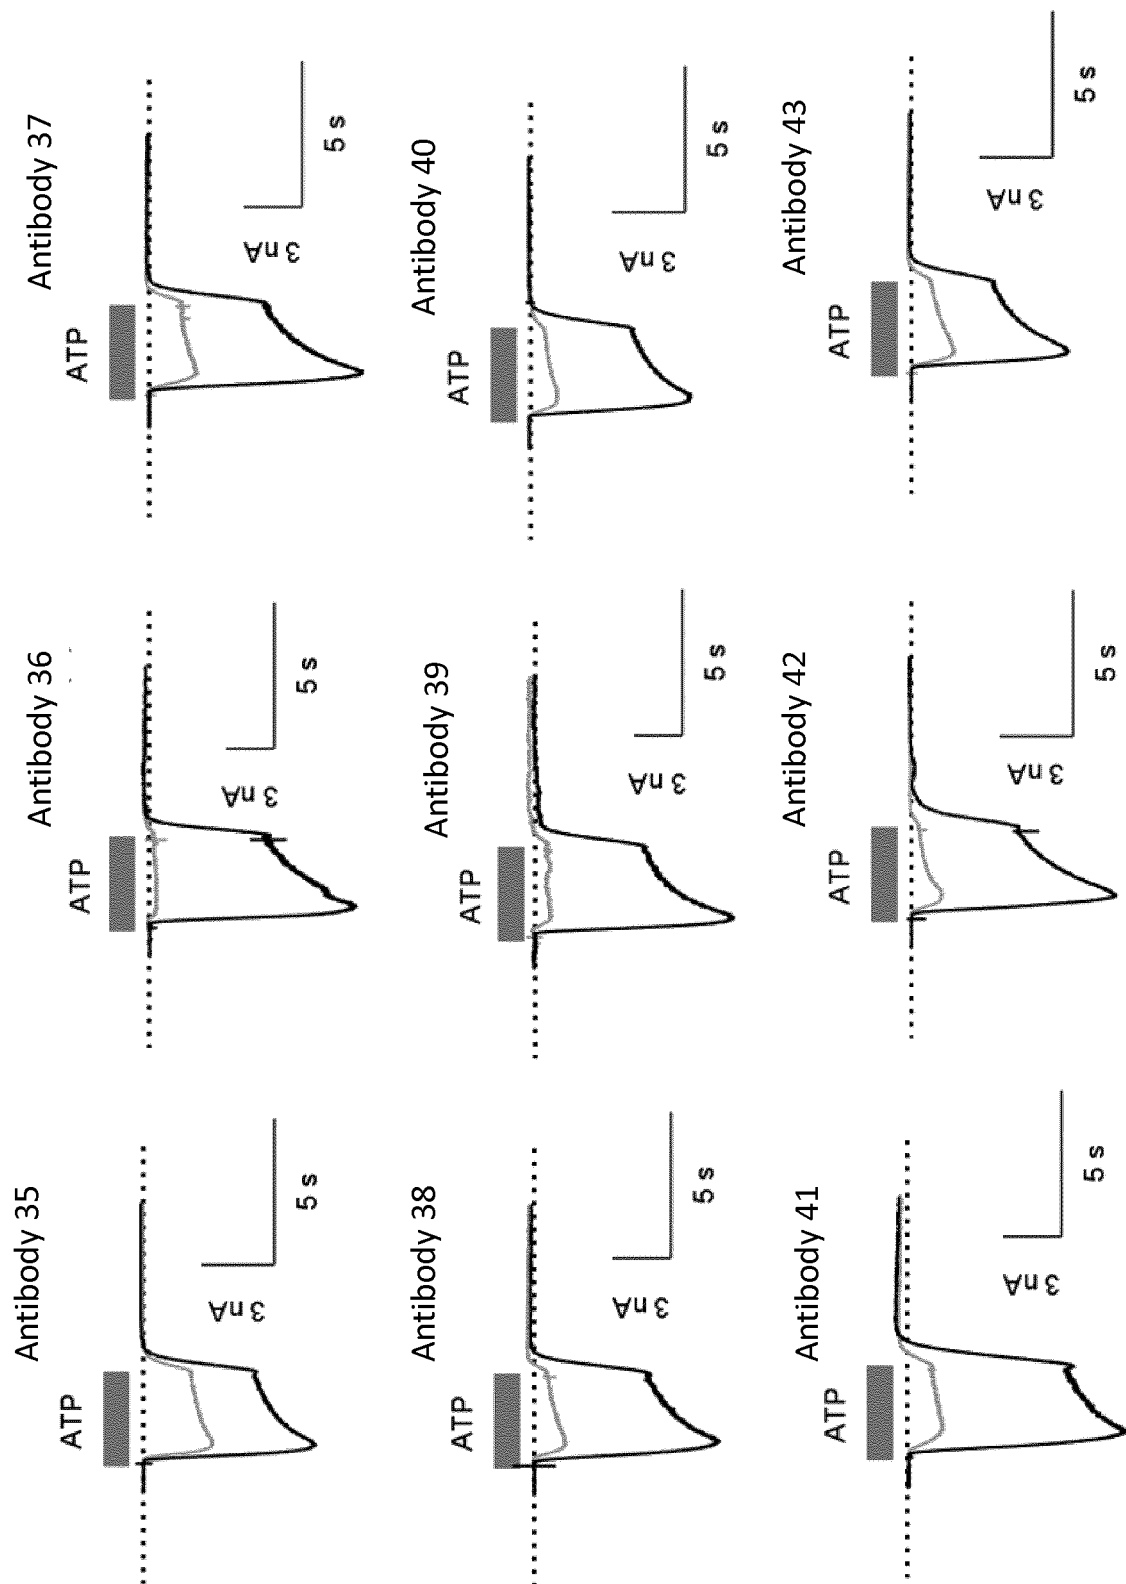 Antibody 35
ATP
3 nA
5 s
Antibody 36
ATP
3 nA
5 s
Antibody 37
ATP
3 nA
5 s
Antibody 38
ATP
3 nA
5 s
Antibody 39
ATP
3 nA
5 s
Antibody 40
ATP
3 nA
5 s
Antibody 41
ATP
3 nA
5 s
Antibody 42
ATP
3 nA
5 s
Antibody 43
ATP
3 nA
5 s